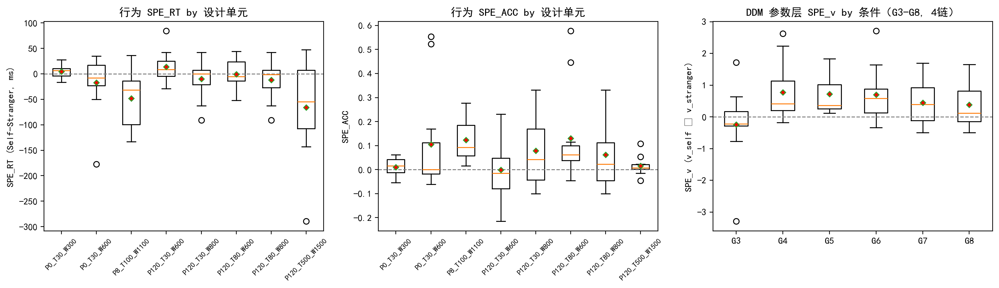 行为 SPE_RT by 设计单元
SPE_RT (Self-Stranger, ms)
100
50
0
−50
−100
−150
−200
−250
−300
P0_T30_W300
P0_T30_W600
P8_T100_W1100
P120_T30_W600
P120_T30_W800
P120_T80_W600
P120_T80_W800
P120_T500_W1500
行为 SPE_ACC by 设计单元
SPE_ACC
0.6
0.5
0.4
0.3
0.2
0.1
0.0
−0.1
−0.2
P0_T30_W300
P0_T30_W600
P8_T100_W1100
P120_T30_W600
P120_T30_W800
P120_T80_W600
P120_T80_W800
P120_T500_W1500
DDM 参数层 SPE_v by 条件（G3−G8, 4链）
SPE_v (v_self □ v_stranger)
3
2
1
0
−1
−2
−3
G3
G4
G5
G6
G7
G8